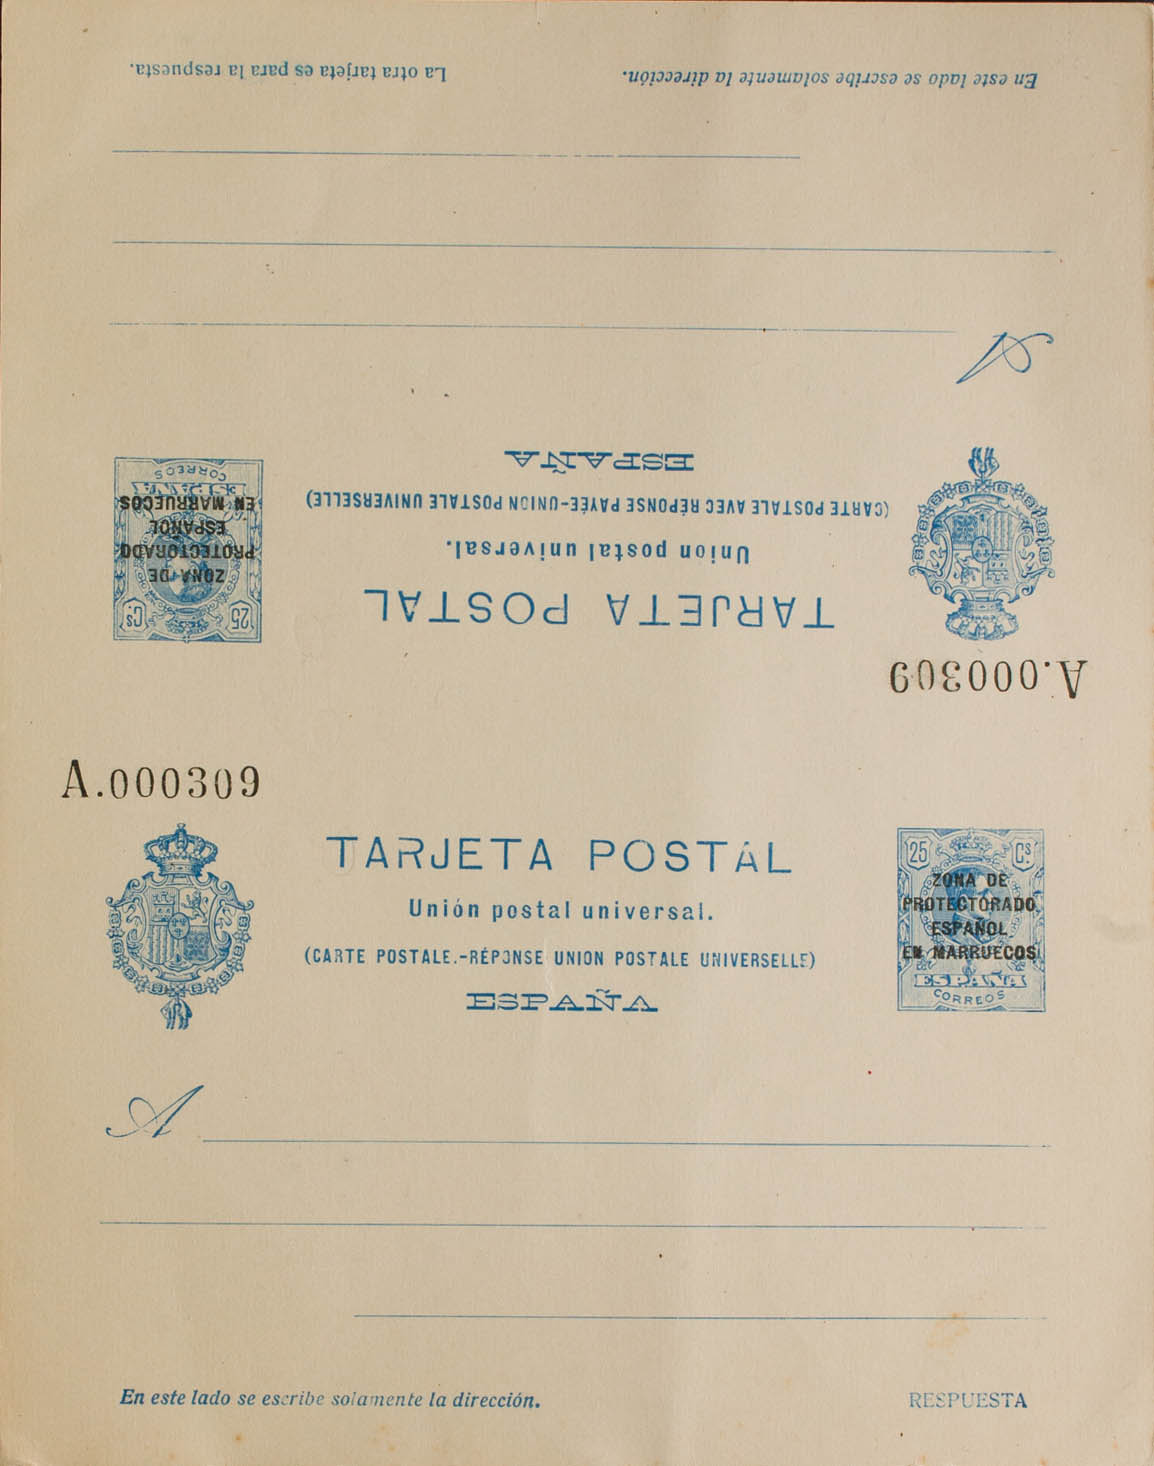 La otra tarjeta es para la respuesta.
En este lado se escribe solamente la dirección.
A
ESPAÑA
(CARTE POSTALE AVEC RÉPONSE PAYÉE-UNION POSTALE UNIVERSELLE)
Unión postal universal.
TARJETA POSTAL
25 Cs
ZONA DE
PROTECTORADO
ESPAÑOL
EN MARRUECOS
ESPAÑA
CORREOS
A.000309
A.000309
TARJETA POSTAL
Unión postal universal.
(CARTE POSTALE.-RÉPONSE UNION POSTALE UNIVERSELLE)
ESPAÑA
25 Cs
ZONA DE
PROTECTORADO
ESPAÑOL
EN MARRUECOS
ESPAÑA
CORREOS
A
En este lado se escribe solamente la dirección.
RESPUESTA